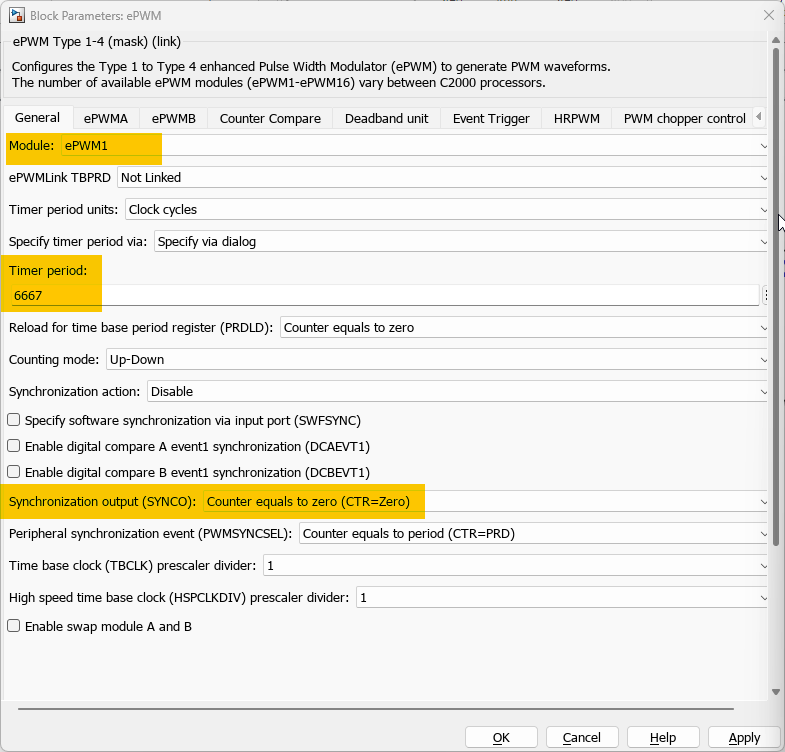 Block Parameters: ePWM
ePWM Type 1-4 (mask) (link)
Configures the Type 1 to Type 4 enhanced Pulse Width Modulator (ePWM) to generate PWM waveforms.
The number of available ePWM modules (ePWM1-ePWM16) vary between C2000 processors.
General ePWMA ePWMB Counter Compare Deadband unit Event Trigger HRPWM PWM chopper control
Module: ePWM1
ePWMLink TBPRD Not Linked
Timer period units: Clock cycles
Specify timer period via: Specify via dialog
Timer period:
6667
Reload for time base period register (PRDLD): Counter equals to zero
Counting mode: Up-Down
Synchronization action: Disable
Specify software synchronization via input port (SWFSYNC)
Enable digital compare A event1 synchronization (DCAEVT1)
Enable digital compare B event1 synchronization (DCBEVT1)
Synchronization output (SYNCO): Counter equals to zero (CTR=Zero)
Peripheral synchronization event (PWMSYNCSEL): Counter equals to period (CTR=PRD)
Time base clock (TBCLK) prescaler divider: 1
High speed time base clock (HSPCLKDIV) prescaler divider: 1
Enable swap module A and B
OK Cancel Help Apply